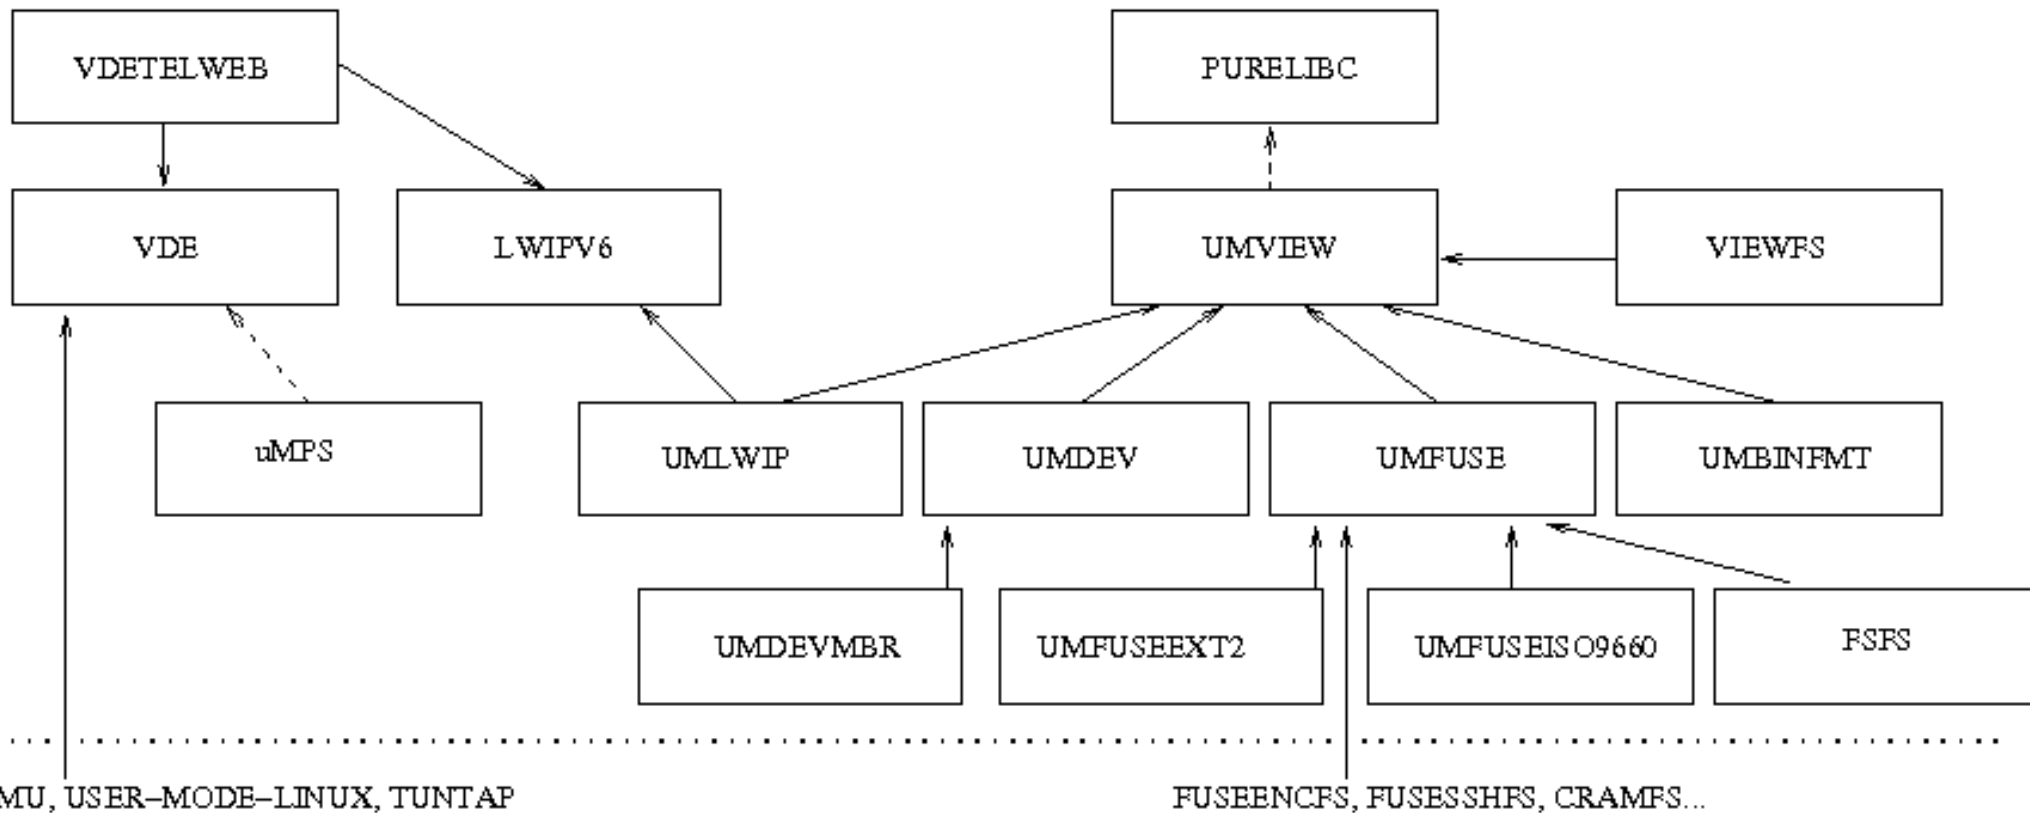 VDETELWEB
PURELIBC
VDE
LWIPV6
UMVIEW
VIEWFS
uMPS
UMLWIP
UMDEV
UMFUSE
UMBINFMT
UMDEVMBR
UMFUSEEXT2
UMFUSEISO9660
FSFS
MU, USER–MODE–LINUX, TUNTAP
FUSEENCFS, FUSESSHFS, CRAMFS...